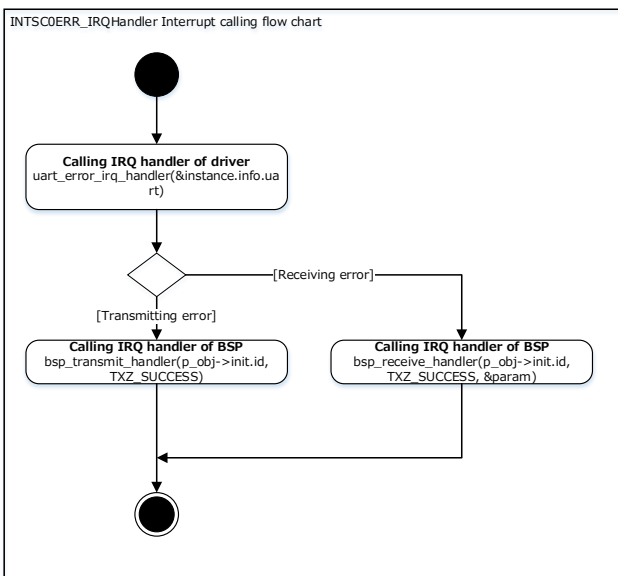 INTSC0ERR_IRQHandler Interrupt calling flow chart
Calling IRQ handler of driver
uart_error_irq_handler(&instance.info.ua
rt)
[Receiving error]
[Transmitting error]
Calling IRQ handler of BSP
bsp_transmit_handler(p_obj->init.id,
TXZ_SUCCESS)
Calling IRQ handler of BSP
bsp_receive_handler(p_obj->init.id,
TXZ_SUCCESS, &param)